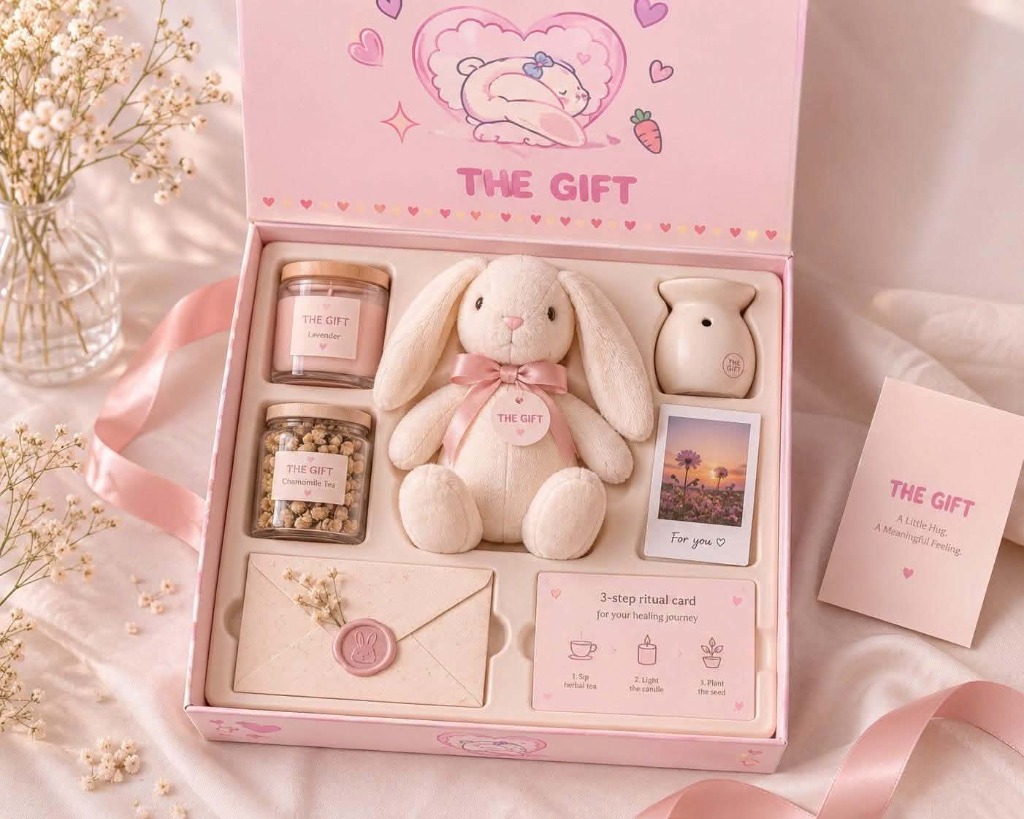 THE GIFT
THE GIFT
Lavender
THE GIFT
Chamomile Tea
THE GIFT
THE
GIFT
For you ♡
3-step ritual card
for your healing journey
1. Sip
herbal tea
2. Light
the candle
3. Plant
the seed
THE GIFT
A Little Hug,
A Meaningful Feeling.